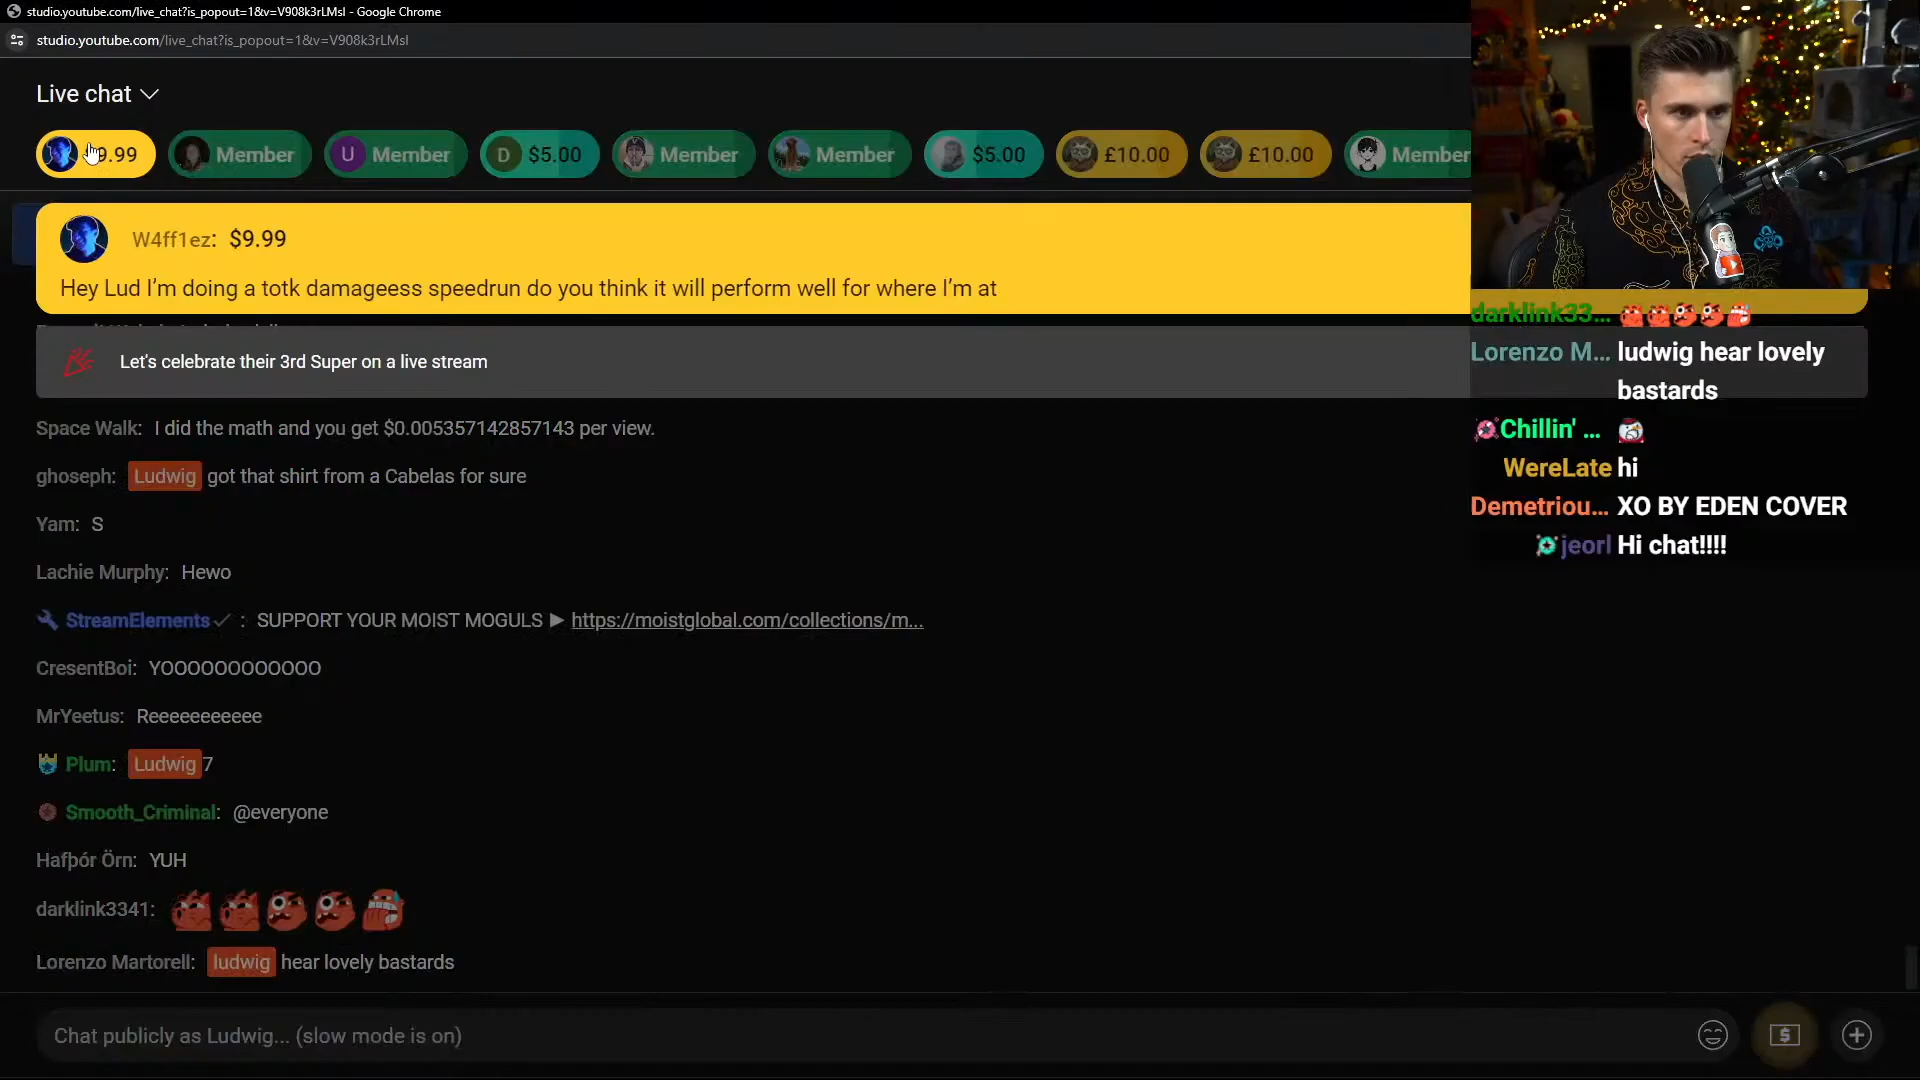 studio.youtube.com/live_chat?is_popout=1&v=V908k3rLMsI - Google Chrome
studio.youtube.com/live_chat?is_popout=1&v=V908k3rLMsI
Live chat
9.99 Member U Member D $5.00 Member Member $5.00 £10.00 £10.00 Member
W4ff1ez: $9.99
Hey Lud I'm doing a totk damageess speedrun do you think it will perform well for where I'm at
Let's celebrate their 3rd Super on a live stream
Space Walk: I did the math and you get $0.005357142857143 per view.
ghoseph: Ludwig got that shirt from a Cabelas for sure
Yam: S
Lachie Murphy: Hewo
StreamElements : SUPPORT YOUR MOIST MOGULS ► https://moistglobal.com/collections/m...
CresentBoi: YOOOOOOOOOOOO
MrYeetus: Reeeeeeeeeee
Plum: Ludwig 7
Smooth_Criminal: @everyone
Hafþór Örn: YUH
darklink3341:
Lorenzo Martorell: ludwig hear lovely bastards
Chat publicly as Ludwig... (slow mode is on)
darklink33...
Lorenzo M... ludwig hear lovely
bastards
Chillin' ...
WereLate hi
Demetriou... XO BY EDEN COVER
jeorl Hi chat!!!!